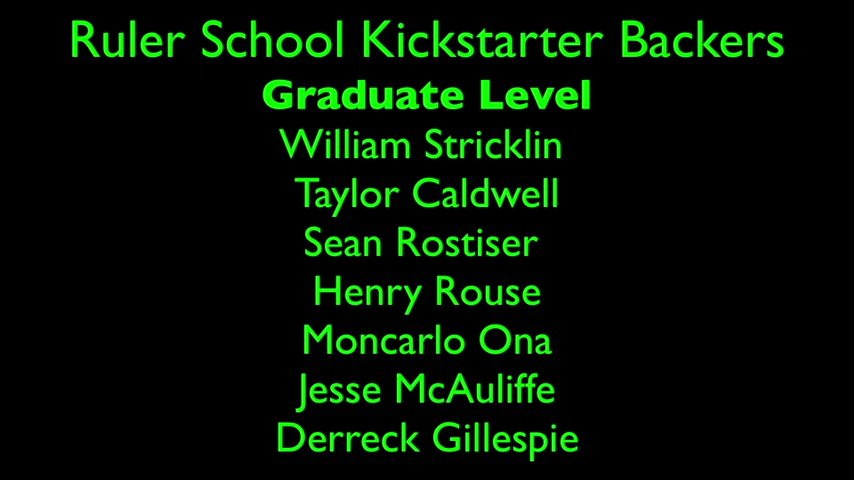 Ruler School Kickstarter Backers
Graduate Level
William Stricklin
Taylor Caldwell
Sean Rostiser
Henry Rouse
Moncarlo Ona
Jesse McAuliffe
Derreck Gillespie